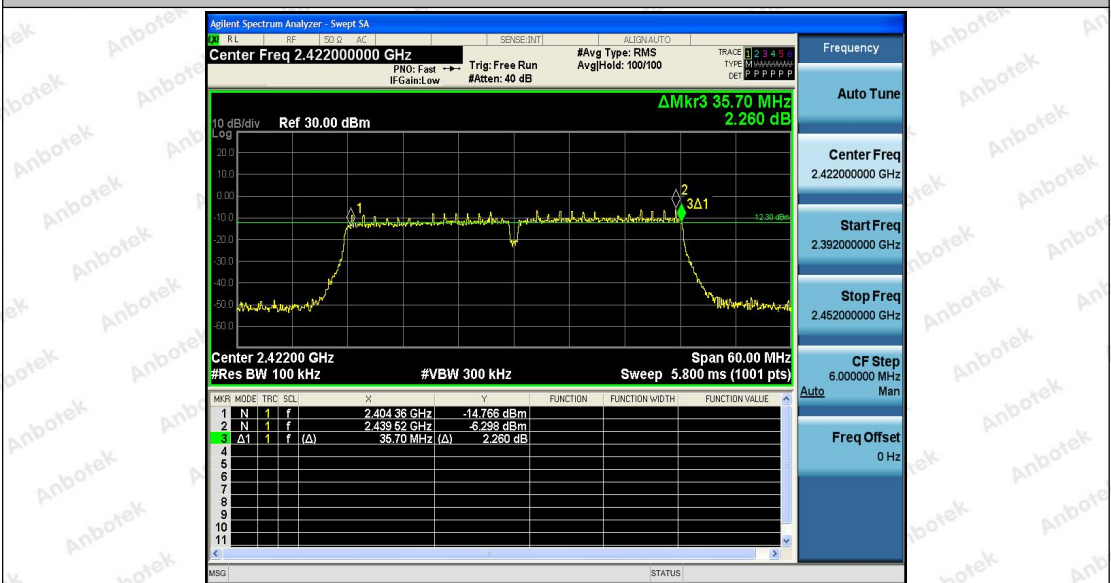 Agilent Spectrum Analyzer - Swept SA
RL RF 50 Ω AC SENSE:INT ALIGNAUTO
Center Freq 2.422000000 GHz
PNO: Fast
IFGain:Low
Trig: Free Run
#Atten: 40 dB
#Avg Type: RMS
Avg|Hold: 100/100
TRACE 1 2 3 4 5 6
TYPE M
DET P P P P P P
ΔMkr3 35.70 MHz
2.260 dB
10 dB/div Ref 30.00 dBm
Log
20.0
10.0
0.00
-10.0
-20.0
-30.0
-40.0
-50.0
-60.0
1
2
3Δ1
-12.30 dBm
Center 2.42200 GHz Span 60.00 MHz
#Res BW 100 kHz #VBW 300 kHz Sweep 5.800 ms (1001 pts)
MKR MODE TRC SCL X Y FUNCTION FUNCTION WIDTH FUNCTION VALUE
1 N 1 f 2.404 36 GHz -14.766 dBm
2 N 1 f 2.439 52 GHz -6.298 dBm
3 Δ1 1 f (Δ) 35.70 MHz (Δ) 2.260 dB
4
5
6
7
8
9
10
11
MSG STATUS
Frequency
Auto Tune
Center Freq
2.422000000 GHz
Start Freq
2.392000000 GHz
Stop Freq
2.452000000 GHz
CF Step
6.000000 MHz
Auto Man
Freq Offset
0 Hz
Anbotek